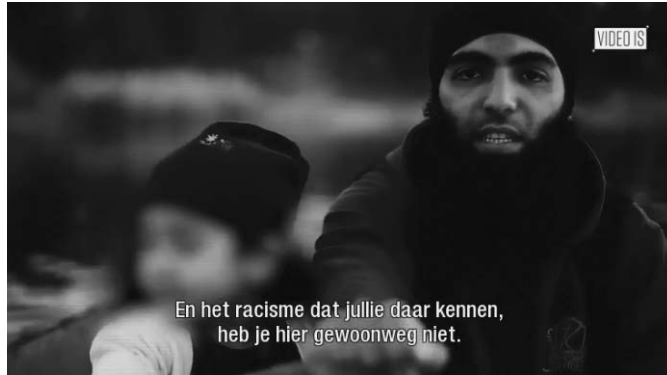 VIDEO IS
En het racisme dat jullie daar kennen,
heb je hier gewoonweg niet.